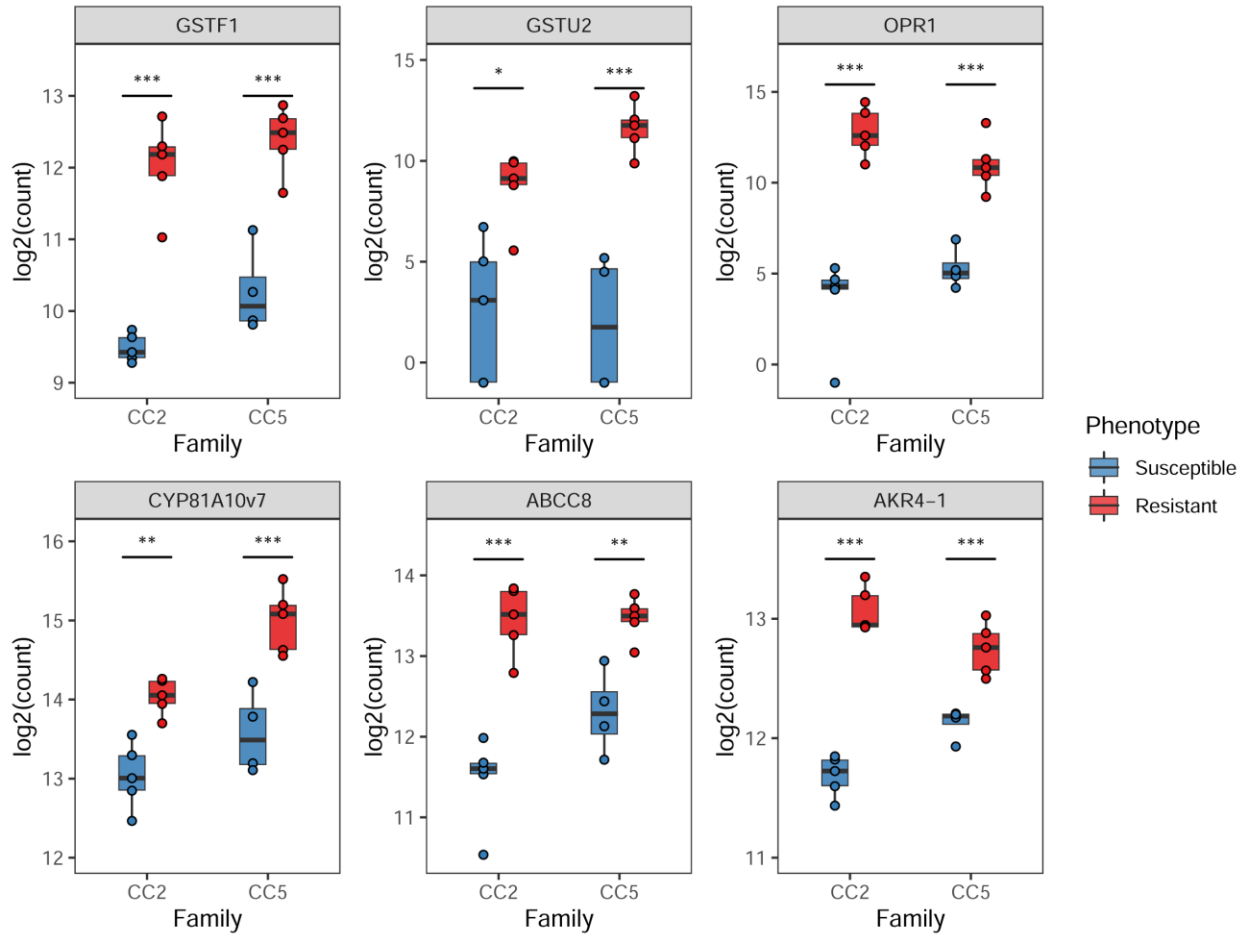 GSTF1
GSTU2
OPR1
log2(count)
13
12
11
10
9
*** ***
CC2 CC5
Family
log2(count)
15
10
5
0
* ***
CC2 CC5
Family
log2(count)
15
10
5
0
*** ***
CC2 CC5
Family
Phenotype
Susceptible
Resistant
CYP81A10v7
ABCC8
AKR4−1
log2(count)
16
15
14
13
12
** ***
CC2 CC5
Family
log2(count)
14
13
12
11
*** **
CC2 CC5
Family
log2(count)
13
12
11
*** ***
CC2 CC5
Family